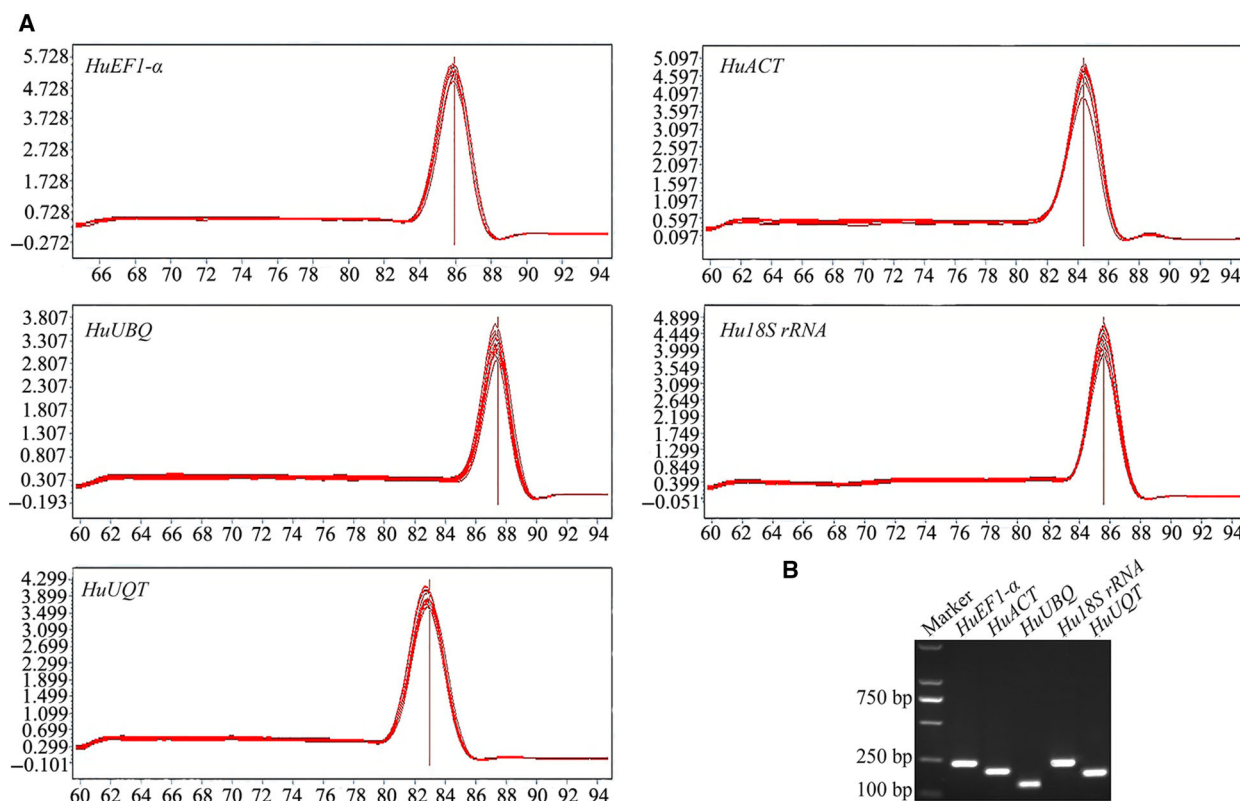 A
HuEF1-α
5.728
4.728
3.728
2.728
1.728
0.728
−0.272
66 68 70 72 74 76 78 80 82 84 86 88 90 92 94
HuACT
5.097
4.597
4.097
3.597
3.097
2.597
2.097
1.597
1.097
0.597
0.097
60 62 64 66 68 70 72 74 76 78 80 82 84 86 88 90 92 94
HuUBQ
3.807
3.307
2.807
2.307
1.807
1.307
0.807
0.307
−0.193
60 62 64 66 68 70 72 74 76 78 80 82 84 86 88 90 92 94
Hu18S rRNA
4.899
4.449
3.999
3.549
3.099
2.649
2.199
1.749
1.299
0.849
0.399
−0.051
60 62 64 66 68 70 72 74 76 78 80 82 84 86 88 90 92 94
HuUQT
4.299
3.899
3.499
3.099
2.699
2.299
1.899
1.499
1.099
0.699
0.299
−0.101
60 62 64 66 68 70 72 74 76 78 80 82 84 86 88 90 92 94
B
Marker
HuEF1-α
HuACT
HuUBQ
Hu18S rRNA
HuUQT
750 bp
250 bp
100 bp